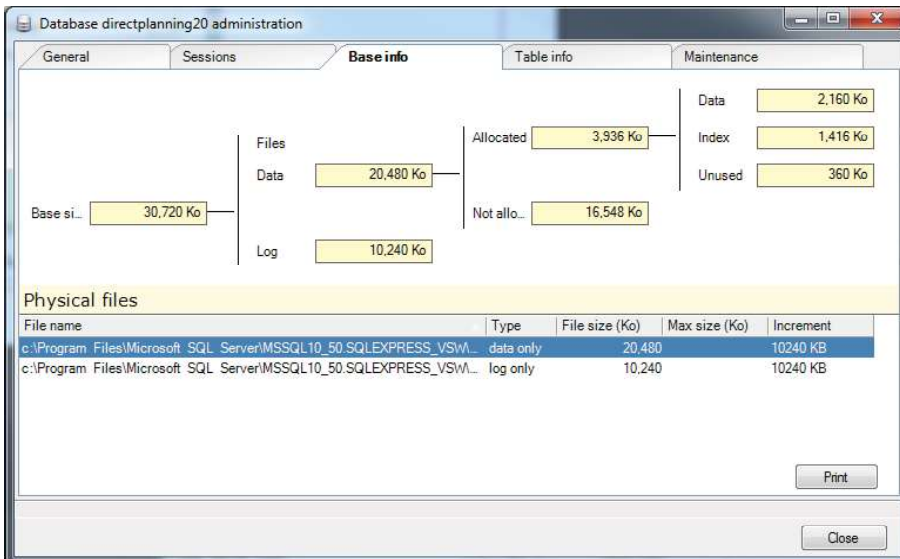 Database directplanning20 administration
General Sessions Base info Table info Maintenance
Data 2,160 Ko
Files Allocated 3,936 Ko Index 1,416 Ko
Data 20,480 Ko Unused 360 Ko
Base si... 30,720 Ko Not allo... 16,548 Ko
Log 10,240 Ko
Physical files
File name Type File size (Ko) Max size (Ko) Increment
c:\Program Files\Microsoft SQL Server\MSSQL10_50.SQLEXPRESS_VSW\... data only 20,480 10240 KB
c:\Program Files\Microsoft SQL Server\MSSQL10_50.SQLEXPRESS_VSW\... log only 10,240 10240 KB
Print
Close